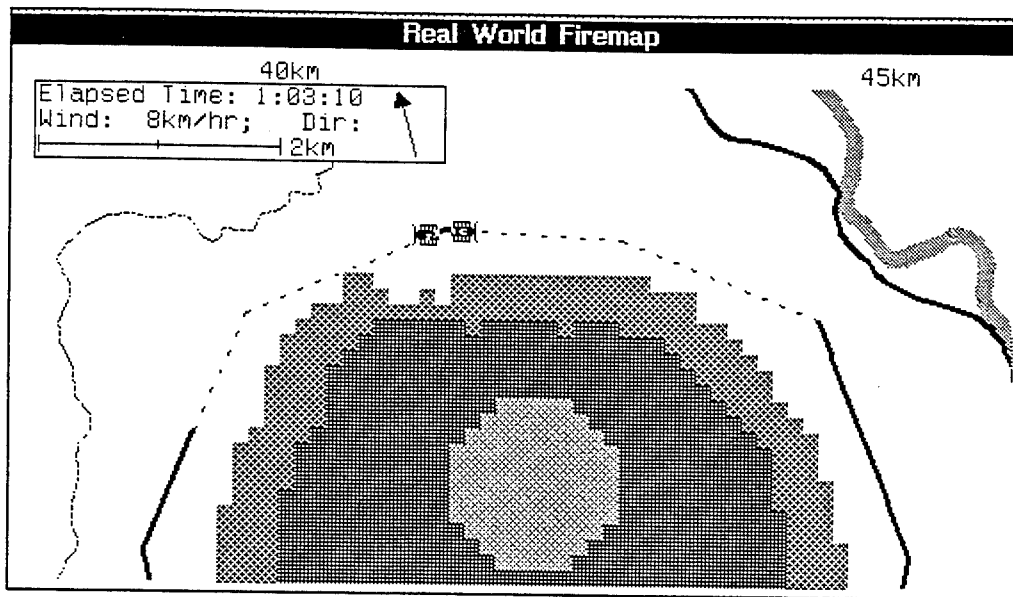 Real World Firemap
40km 45km
Elapsed Time: 1:03:10
Wind: 8km/hr; Dir:
2km